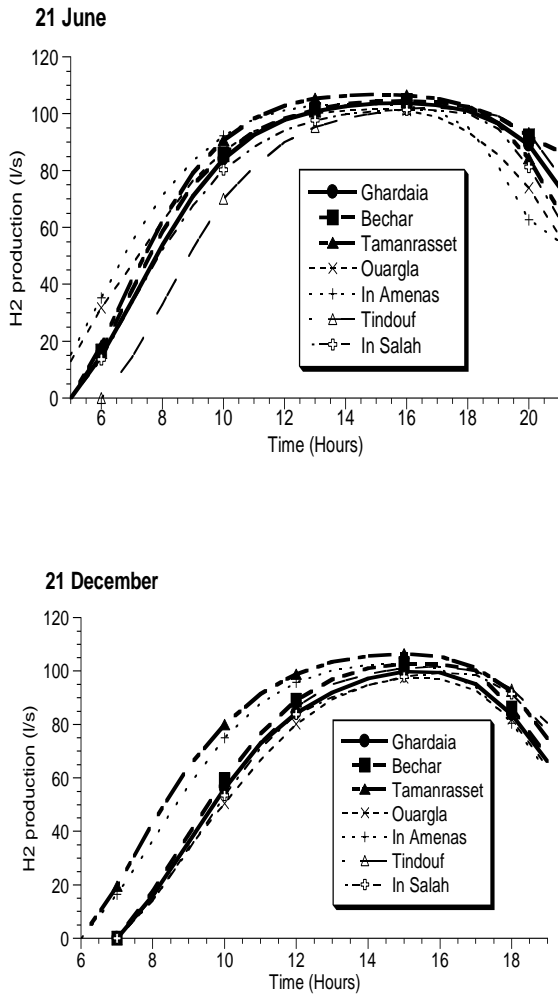 21 June
H2 production (l/s)
120
100
80
60
40
20
0
Ghardaia
Bechar
Tamanrasset
Ouargla
In Amenas
Tindouf
In Salah
6 8 10 12 14 16 18 20
Time (Hours)
21 December
H2 production (l/s)
120
100
80
60
40
20
0
Ghardaia
Bechar
Tamanrasset
Ouargla
In Amenas
Tindouf
In Salah
6 8 10 12 14 16 18
Time (Hours)